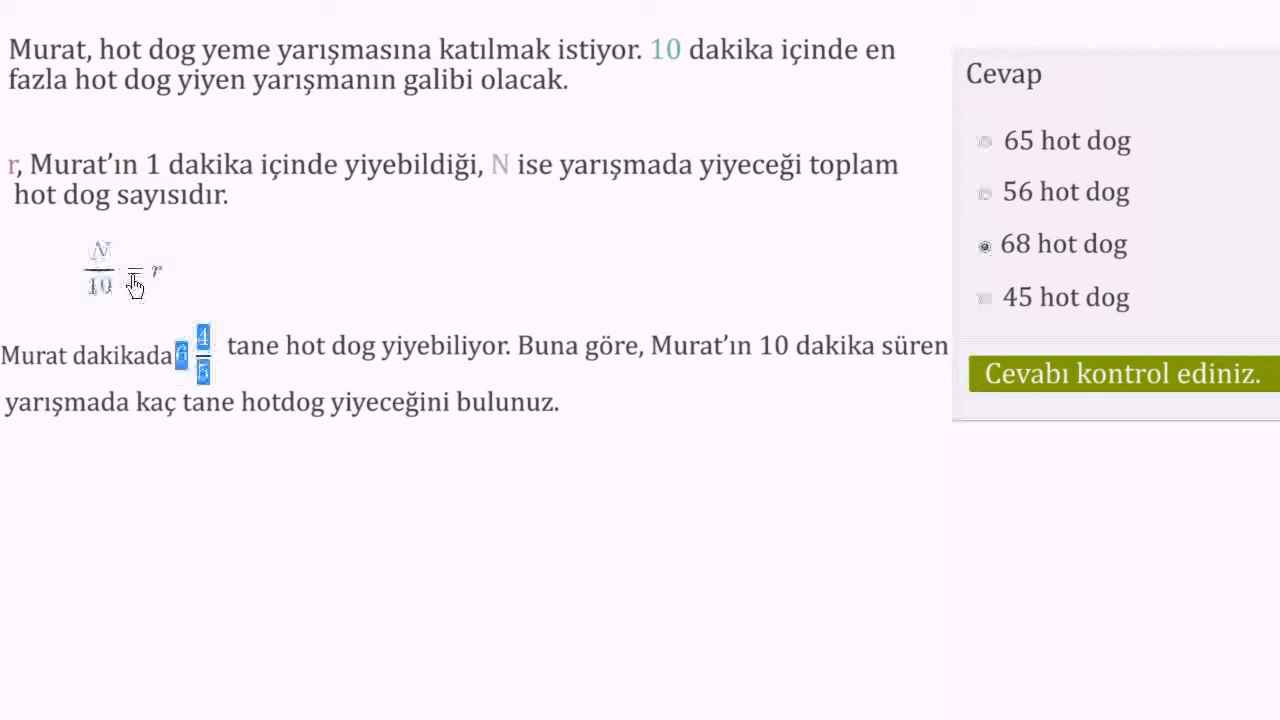 Murat, hot dog yeme yarışmasına katılmak istiyor. 10 dakika içinde en
fazla hot dog yiyen yarışmanın galibi olacak.
r, Murat’ın 1 dakika içinde yiyebildiği, N ise yarışmada yiyeceği toplam
hot dog sayısıdır.
N/10 = r
Murat dakikada 6 4/5 tane hot dog yiyebiliyor. Buna göre, Murat’ın 10 dakika süren
yarışmada kaç tane hotdog yiyeceğini bulunuz.
Cevap
65 hot dog
56 hot dog
68 hot dog
45 hot dog
Cevabı kontrol ediniz.